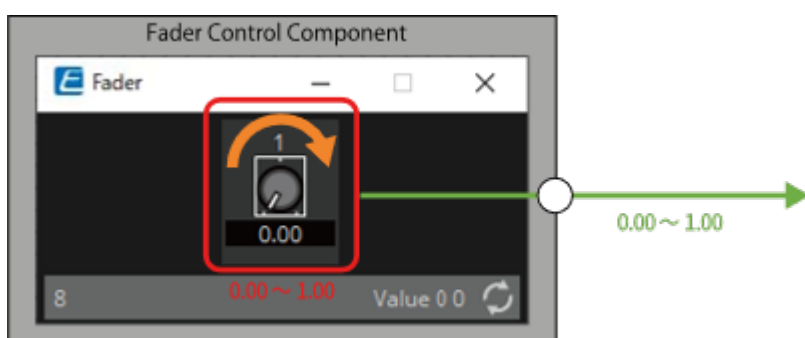 Fader Control Component
Fader
1
0.00
0.00～1.00
8
0.00～1.00
Value 0 0